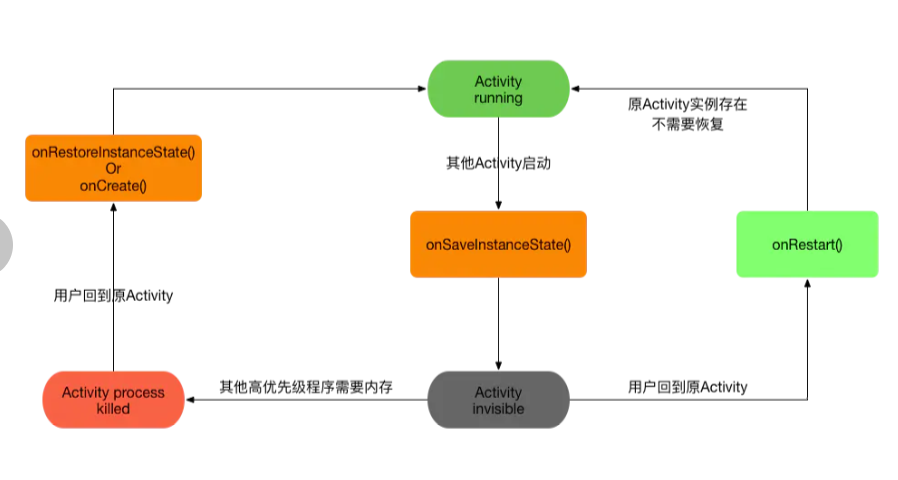 Activity
running
原Activity实例存在
不需要恢复
onRestoreInstanceState()
Or
onCreate()
其他Activity启动
onSaveInstanceState()
onRestart()
用户回到原Activity
Activity process
killed
其他高优先级程序需要内存
Activity
invisible
用户回到原Activity